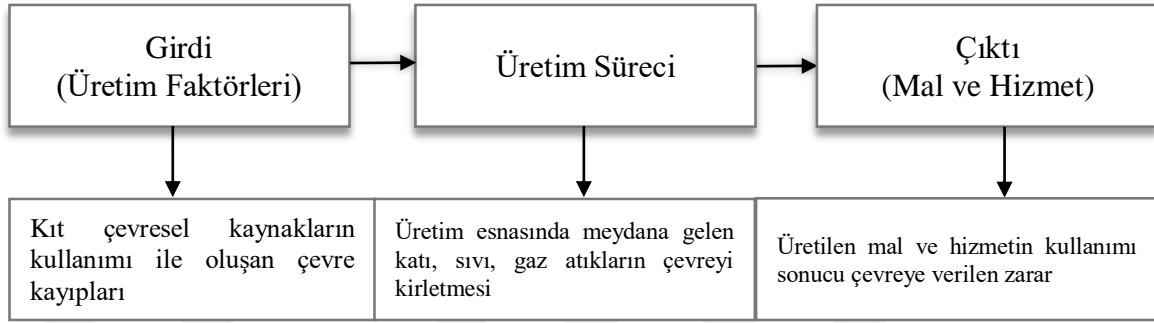 Girdi
(Üretim Faktörleri)
Üretim Süreci
Çıktı
(Mal ve Hizmet)
Kıt çevresel kaynakların
kullanımı ile oluşan çevre
kayıpları
Üretim esnasında meydana gelen
katı, sıvı, gaz atıkların çevreyi
kirletmesi
Üretilen mal ve hizmetin kullanımı
sonucu çevreye verilen zarar